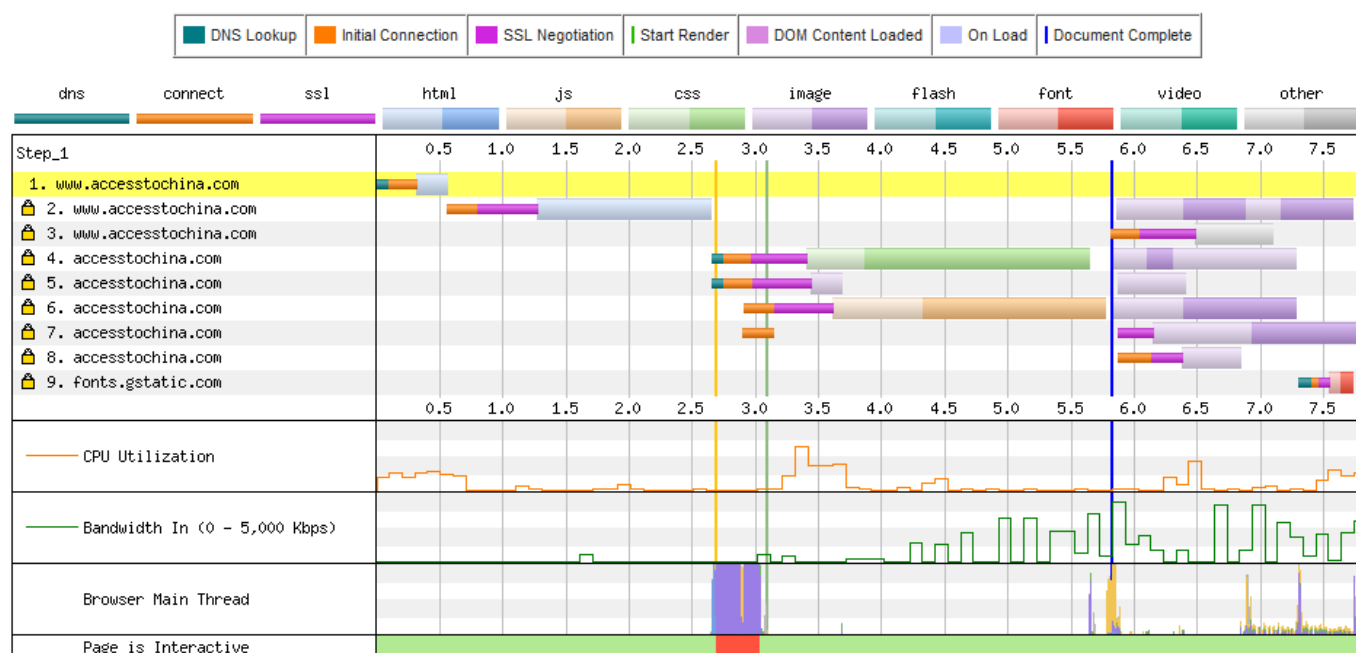 DNS Lookup Initial Connection SSL Negotiation Start Render DOM Content Loaded On Load Document Complete
dns connect ssl html js css image flash font video other
Step_1 0.5 1.0 1.5 2.0 2.5 3.0 3.5 4.0 4.5 5.0 5.5 6.0 6.5 7.0 7.5
1. www.accesstochina.com
2. www.accesstochina.com
3. www.accesstochina.com
4. accesstochina.com
5. accesstochina.com
6. accesstochina.com
7. accesstochina.com
8. accesstochina.com
9. fonts.gstatic.com
0.5 1.0 1.5 2.0 2.5 3.0 3.5 4.0 4.5 5.0 5.5 6.0 6.5 7.0 7.5
CPU Utilization
Bandwidth In (0 - 5,000 Kbps)
Browser Main Thread
Page is Interactive